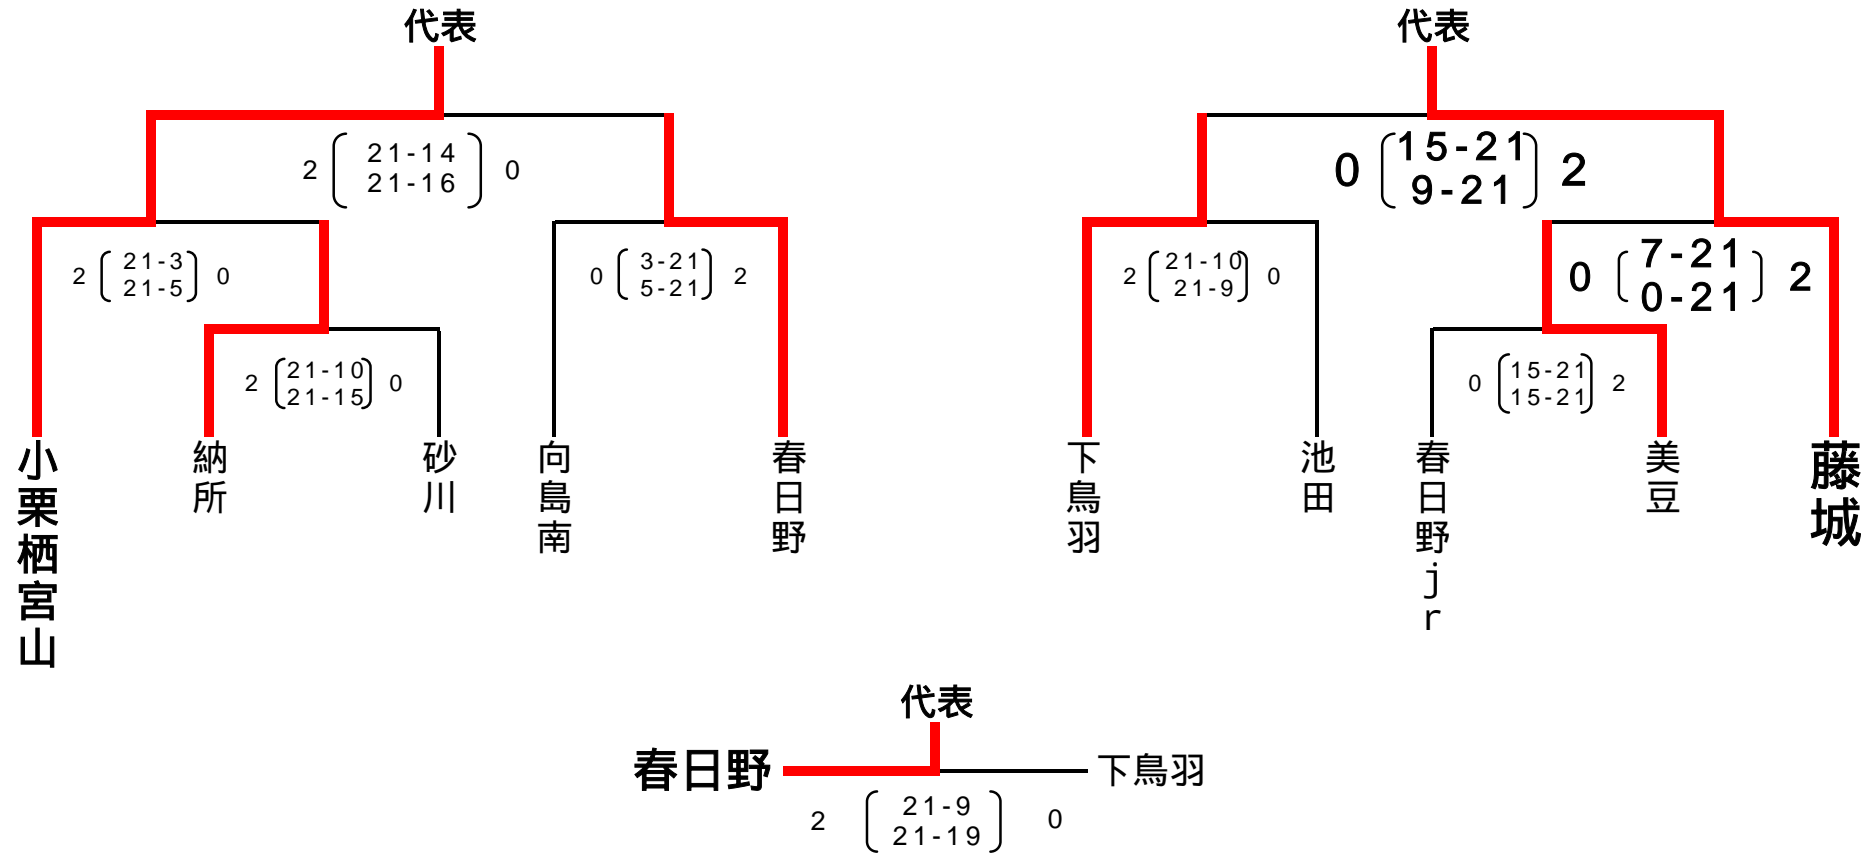 代表
代表
2 21-14 0
21-16
0 15-21 2
9-21
2 21-3 0
21-5
0 3-21 2
5-21
2 21-10 0
21-9
0 7-21 2
0-21
2 21-10 0
21-15
0 15-21 2
15-21
小栗栖宮山
納所
砂川
向島南
春日野
下鳥羽
池田
春日野jr
美豆
藤城
代表
春日野 下鳥羽
2 21-9 0
21-19